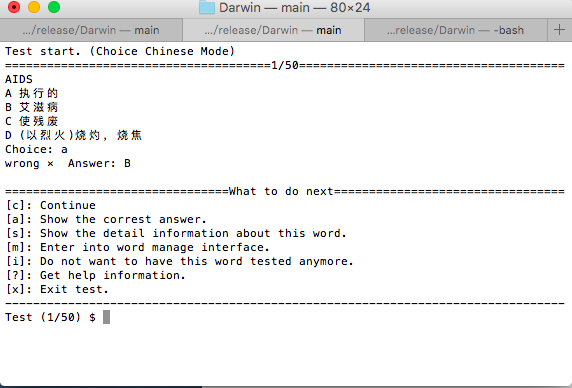 Darwin — main — 80×24
.../release/Darwin — main
.../release/Darwin — main
...release/Darwin — -bash
+
Test start. (Choice Chinese Mode)
======================================1/50======================================
AIDS
A 执行的
B 艾滋病
C 使残废
D (以烈火)烧灼, 烧焦
Choice: a
wrong ×  Answer: B
================================What to do next=================================
[c]: Continue
[a]: Show the correct answer.
[s]: Show the detail information about this word.
[m]: Enter into word manage interface.
[i]: Do not want to have this word tested anymore.
[?]: Get help information.
[x]: Exit test.
--------------------------------------------------------------------------------
Test (1/50) $